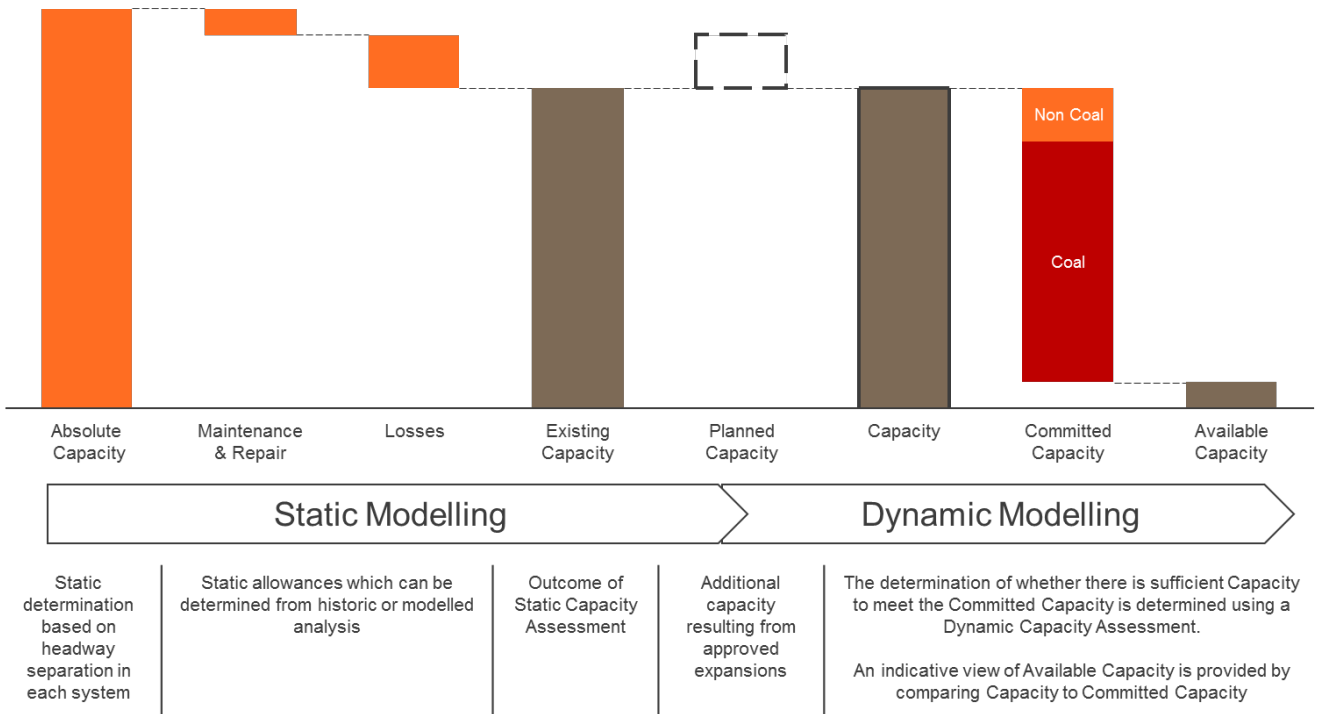 Non Coal
Coal
Absolute
Capacity
Maintenance
& Repair
Losses
Existing
Capacity
Planned
Capacity
Capacity
Committed
Capacity
Available
Capacity
Static Modelling
Dynamic Modelling
Static
determination
based on
headway
separation in
each system
Static allowances which can be
determined from historic or modelled
analysis
Outcome of
Static Capacity
Assessment
Additional
capacity
resulting from
approved
expansions
The determination of whether there is sufficient Capacity
to meet the Committed Capacity is determined using a
Dynamic Capacity Assessment.
An indicative view of Available Capacity is provided by
comparing Capacity to Committed Capacity